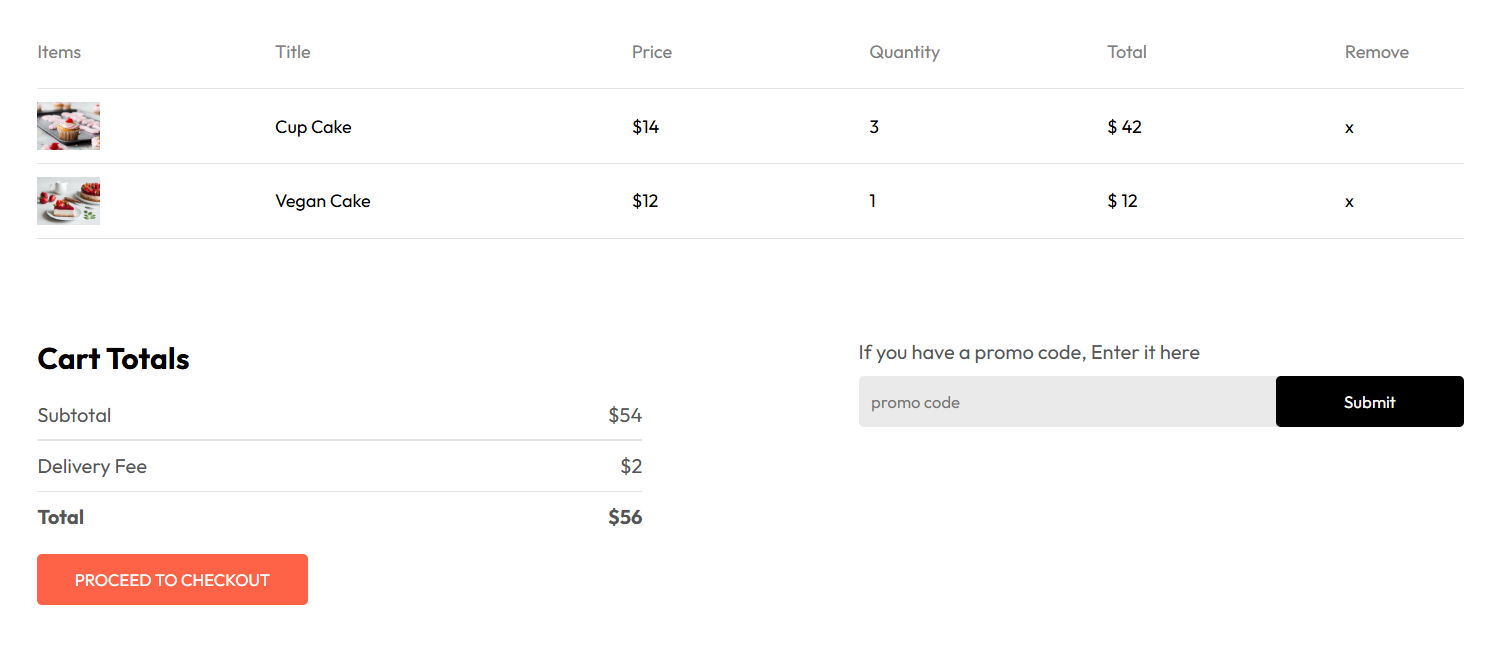 Items Title Price Quantity Total Remove
Cup Cake $14 3 $ 42 x
Vegan Cake $12 1 $ 12 x
Cart Totals
Subtotal $54
Delivery Fee $2
Total $56
PROCEED TO CHECKOUT
If you have a promo code, Enter it here
promo code Submit